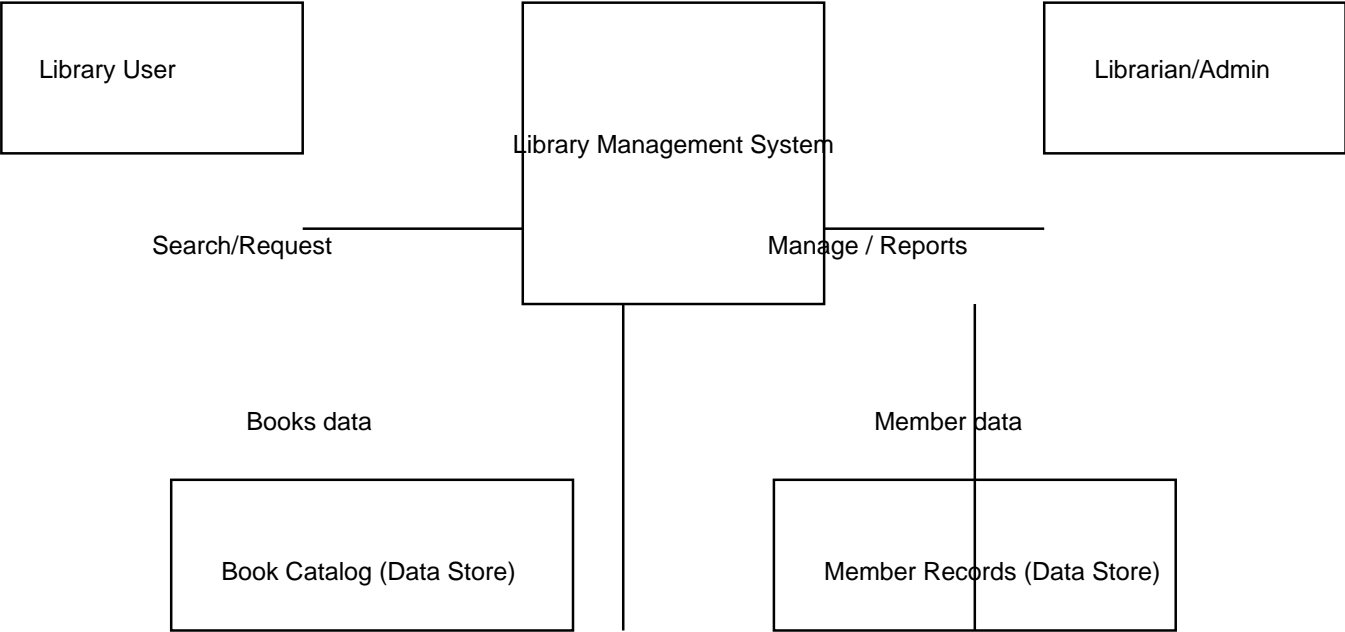 Library User
Librarian/Admin
Library Management System
Search/Request
Manage / Reports
Books data
Member data
Book Catalog (Data Store)
Member Records (Data Store)